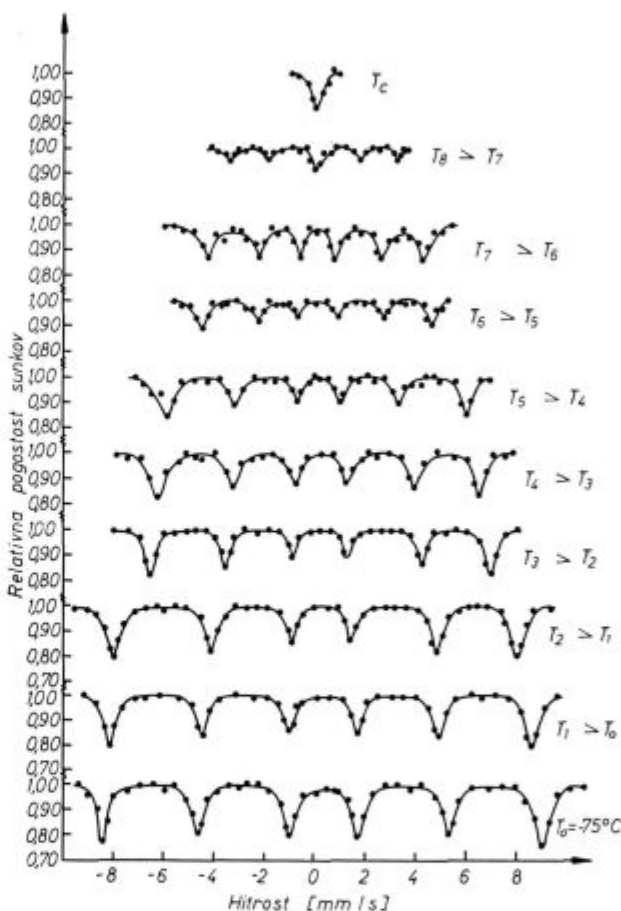 Relativna pogostost sunkov
1,00
0,90
0,80
T_c
1,00
0,90
0,80
T_8 > T_7
1,00
0,90
0,80
T_7 > T_6
1,00
0,90
0,80
T_6 > T_5
1,00
0,90
0,80
T_5 > T_4
1,00
0,90
0,80
T_4 > T_3
1,00
0,90
0,80
T_3 > T_2
1,00
0,90
0,80
0,70
T_2 > T_1
1,00
0,90
0,80
0,70
T_1 > T_0
1,00
0,90
0,80
0,70
T_0=-75°C
-8 -6 -4 -2 0 2 4 6 8
Hitrost [mm/s]